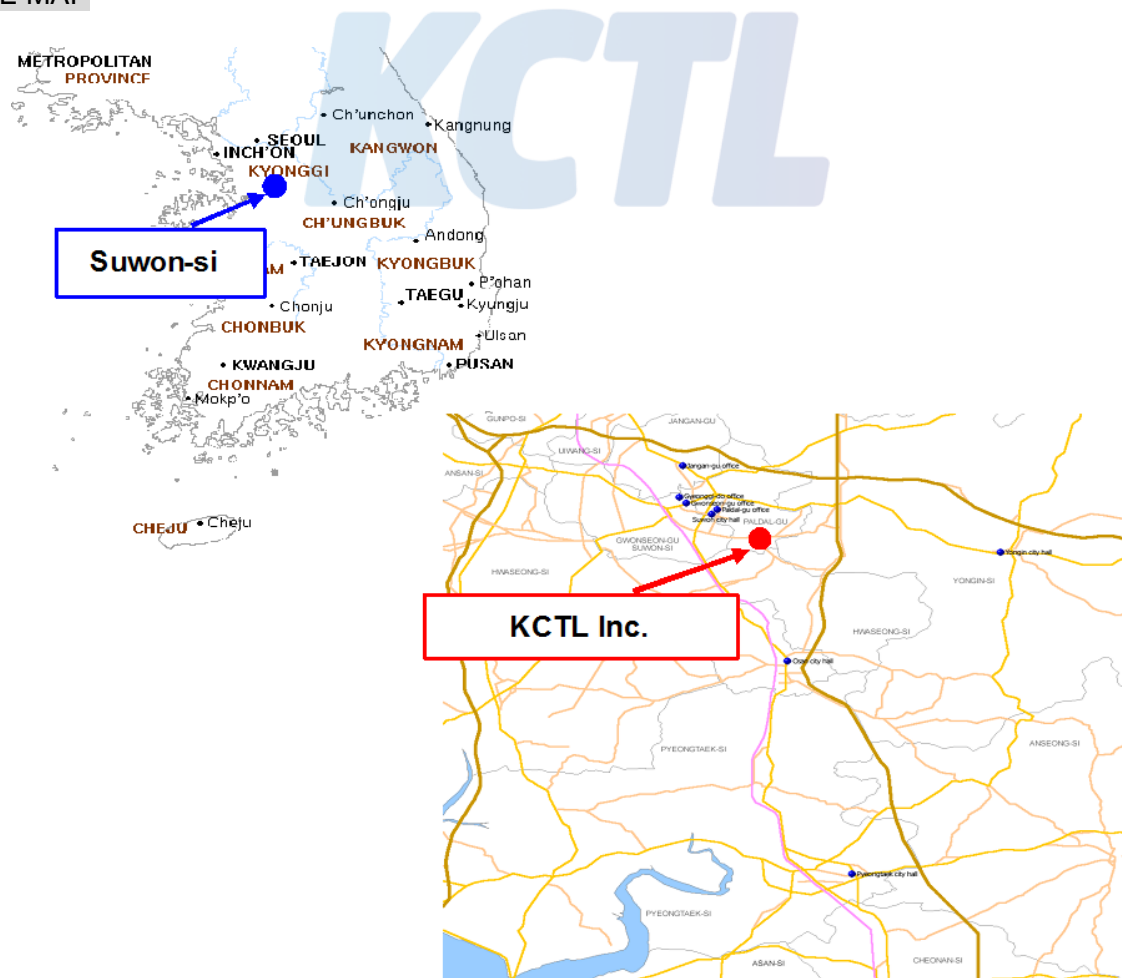 E MAP
KCTL
METROPOLITAN
PROVINCE
Ch'unchon
Kangnung
SEOUL
INCH'ON
KANGWON
KYONGGI
Ch'ongju
CH'UNGBUK
Andong
Suwon-si
TAEJON
KYONGBUK
AM
P'ohan
TAEGU
Kyungju
Chonju
CHONBUK
Ulsan
KYONGNAM
KWANGJU
PUSAN
CHONNAM
Mokp'o
CHEJU
Cheju
GUNPO-SI
JANGAN-GU
UIWANG-SI
Jangan-gu office
ANSAN-SI
Gyeonggi-do office
Gwonseon-gu office
Paldal-gu office
Suwon city hall
PALDAL-GU
GWONSEON-GU
SUWON-SI
Yongin city hall
HWASEONG-SI
YONGIN-SI
KCTL Inc.
HWASEONG-SI
Osan city hall
PYEONGTAEK-SI
ANSEONG-SI
Pyeongtaek city hall
PYEONGTAEK-SI
ASAN-SI
CHEONAN-SI